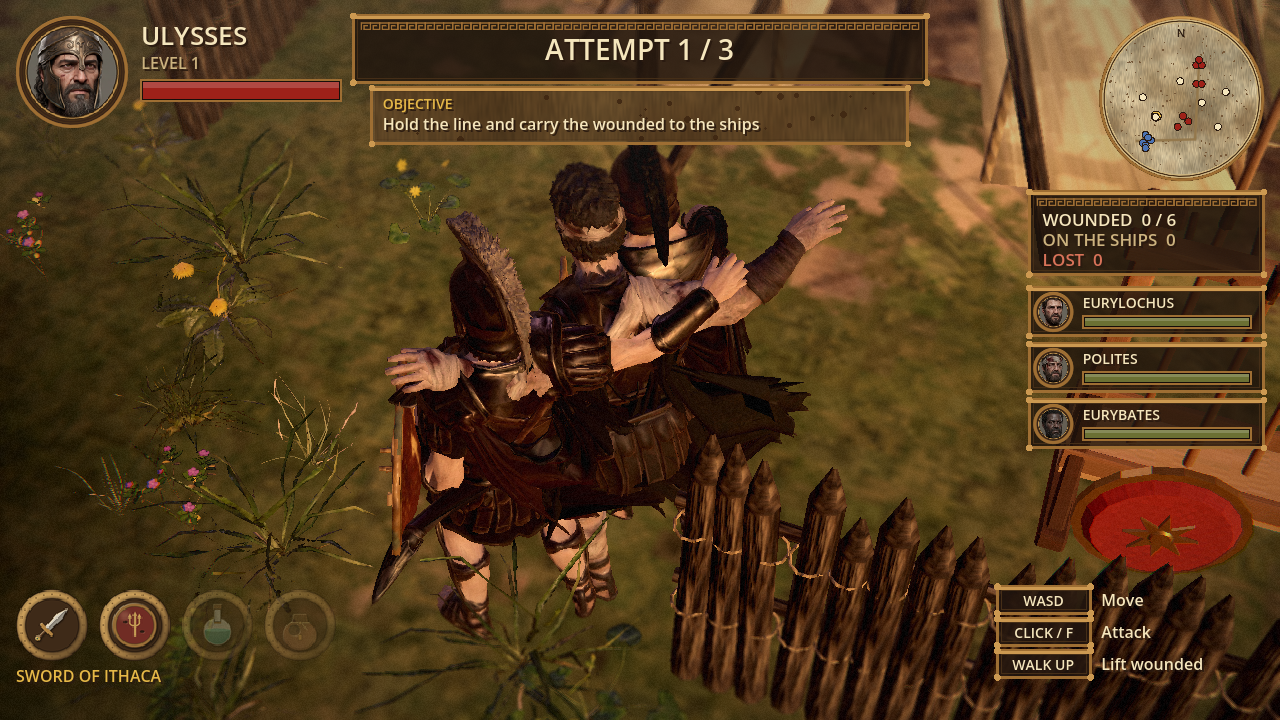 ULYSSES
LEVEL 1
ATTEMPT 1 / 3
OBJECTIVE
Hold the line and carry the wounded to the ships
N
WOUNDED 0 / 6
ON THE SHIPS 0
LOST 0
EURYLOCHUS
POLITES
EURYBATES
SWORD OF ITHACA
WASD Move
CLICK / F Attack
WALK UP Lift wounded